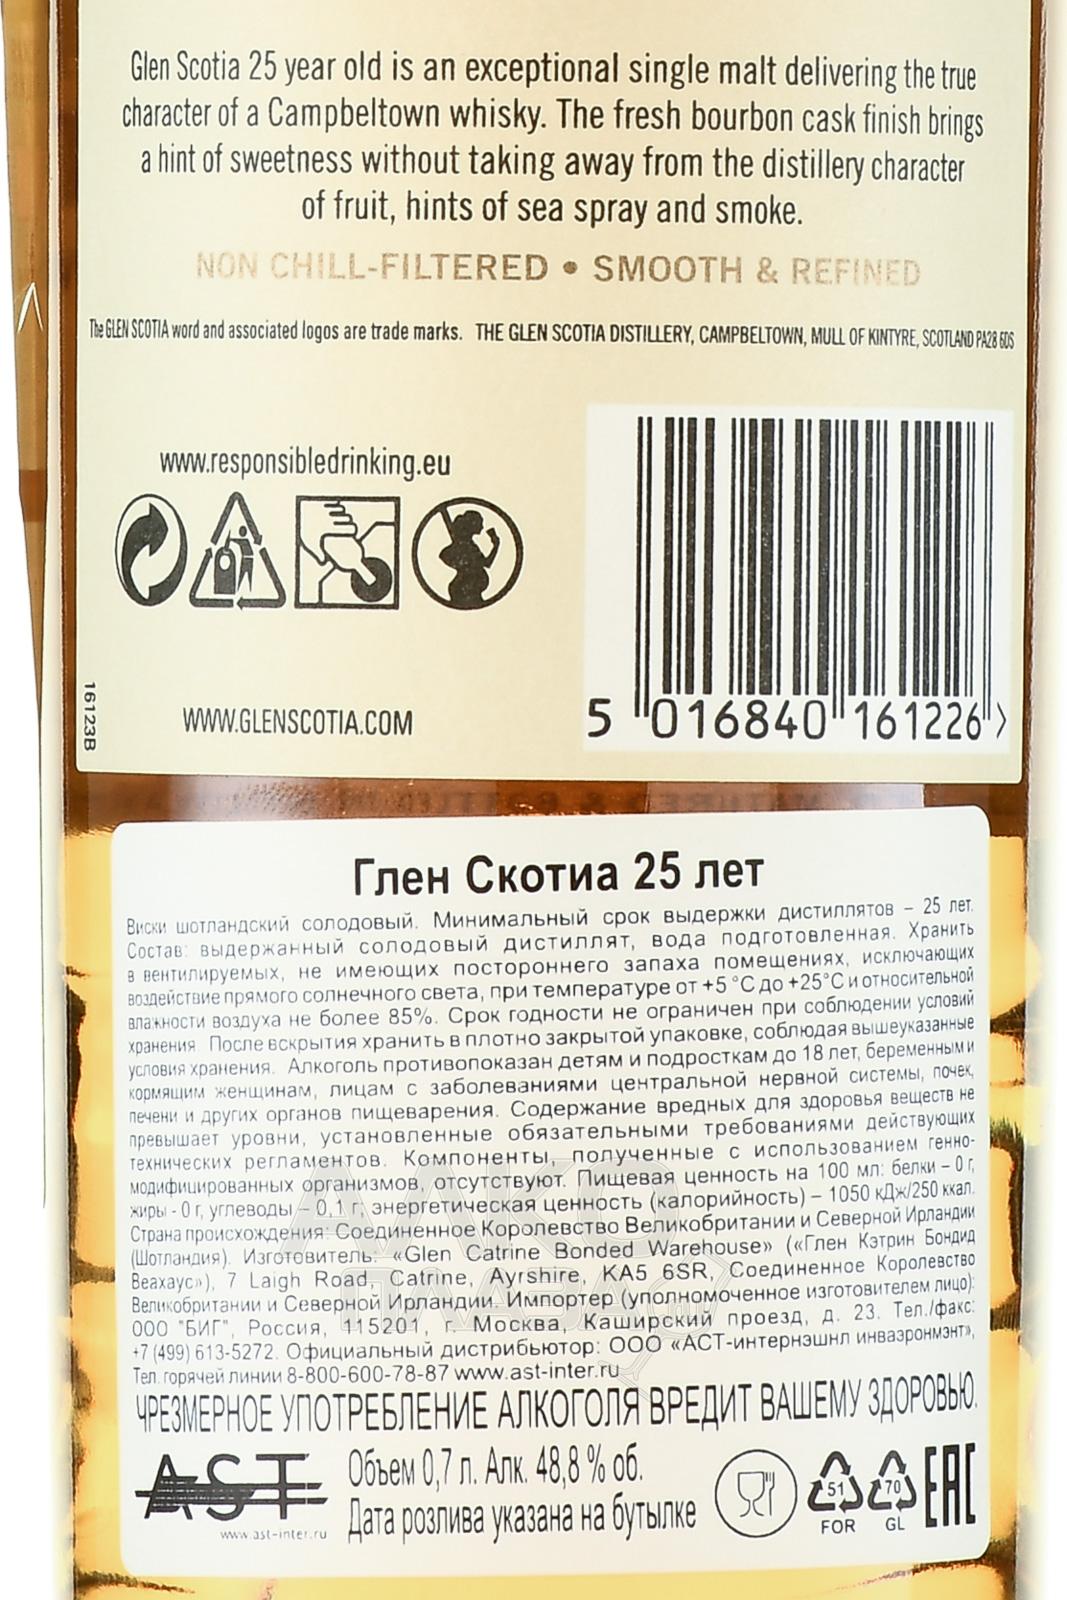 Glen Scotia 25 year old is an exceptional single malt delivering the true
character of a Campbeltown whisky. The fresh bourbon cask finish brings
a hint of sweetness without taking away from the distillery character
of fruit, hints of sea spray and smoke.
NON CHILL-FILTERED • SMOOTH & REFINED
The GLEN SCOTIA word and associated logos are trade marks. THE GLEN SCOTIA DISTILLERY, CAMPBELTOWN, MULL OF KINTYRE, SCOTLAND PA28 6DS
www.responsibledrinking.eu
16123B
WWW.GLENSCOTIA.COM
5 016840 161226 >
Глен Скотиа 25 лет
Виски шотландский солодовый. Минимальный срок выдержки дистиллятов – 25 лет.
Состав: выдержанный солодовый дистиллят, вода подготовленная. Хранить
в вентилируемых, не имеющих постороннего запаха помещениях, исключающих
воздействие прямого солнечного света, при температуре от +5 °С до +25°С и относительной
влажности воздуха не более 85%. Срок годности не ограничен при соблюдении условий
хранения. После вскрытия хранить в плотно закрытой упаковке, соблюдая вышеуказанные
условия хранения. Алкоголь противопоказан детям и подросткам до 18 лет, беременным и
кормящим женщинам, лицам с заболеваниями центральной нервной системы, почек,
печени и других органов пищеварения. Содержание вредных для здоровья веществ не
превышает уровни, установленные обязательными требованиями действующих
технических регламентов. Компоненты, полученные с использованием генно-
модифицированных организмов, отсутствуют. Пищевая ценность на 100 мл: белки – 0 г,
жиры - 0 г, углеводы – 0,1 г; энергетическая ценность (калорийность) – 1050 кДж/250 ккал.
Страна происхождения: Соединенное Королевство Великобритании и Северной Ирландии
(Шотландия). Изготовитель: «Glen Catrine Bonded Warehouse» («Глен Кэтрин Бондид
Веахаус»), 7 Laigh Road, Catrine, Ayrshire, KA5 6SR, Соединенное Королевство
Великобритании и Северной Ирландии. Импортер (уполномоченное изготовителем лицо):
ООО "БИГ", Россия, 115201, г. Москва, Каширский проезд, д. 23. Тел./факс:
+7 (499) 613-5272. Официальный дистрибьютор: ООО «АСТ-интернэшнл инваэронмэнт»,
Тел. горячей линии 8-800-600-78-87 www.ast-inter.ru
ЧРЕЗМЕРНОЕ УПОТРЕБЛЕНИЕ АЛКОГОЛЯ ВРЕДИТ ВАШЕМУ ЗДОРОВЬЮ.
AST
www.ast-inter.ru
Объем 0,7 л. Алк. 48,8 % об.
Дата розлива указана на бутылке
51
FOR
70
GL
EAC
АЛКО
ПЛАЗА
.ru